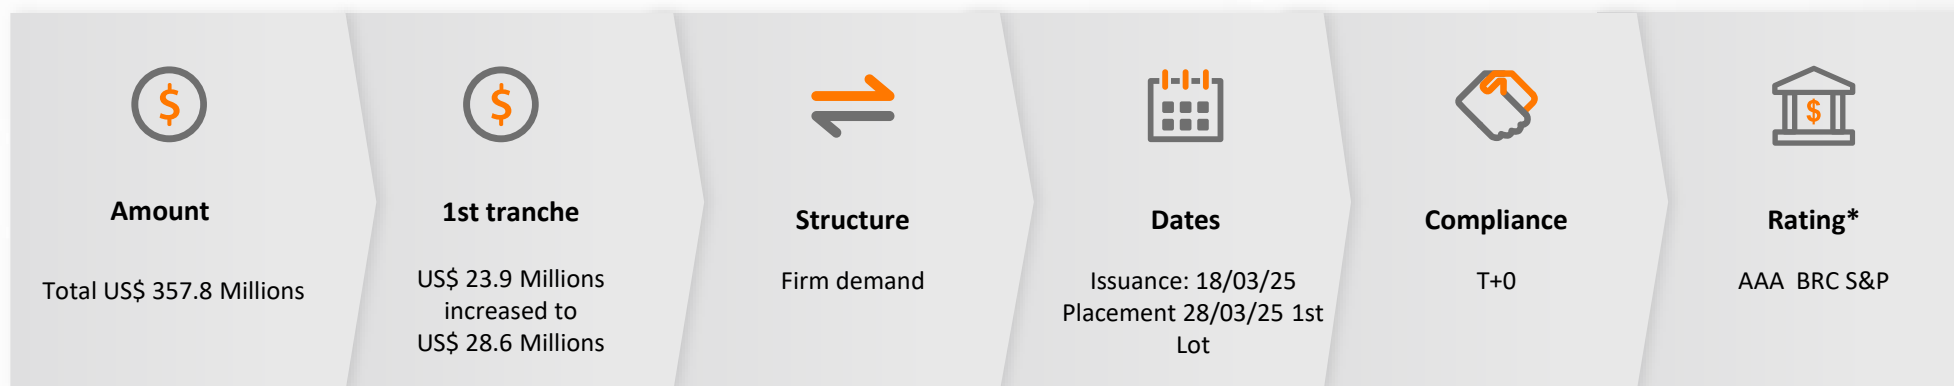 $
Amount
Total US$ 357.8 Millions
$
1st tranche
US$ 23.9 Millions
increased to
US$ 28.6 Millions
Structure
Firm demand
Dates
Issuance: 18/03/25
Placement 28/03/25 1st
Lot
Compliance
T+0
$
Rating*
AAA  BRC S&P